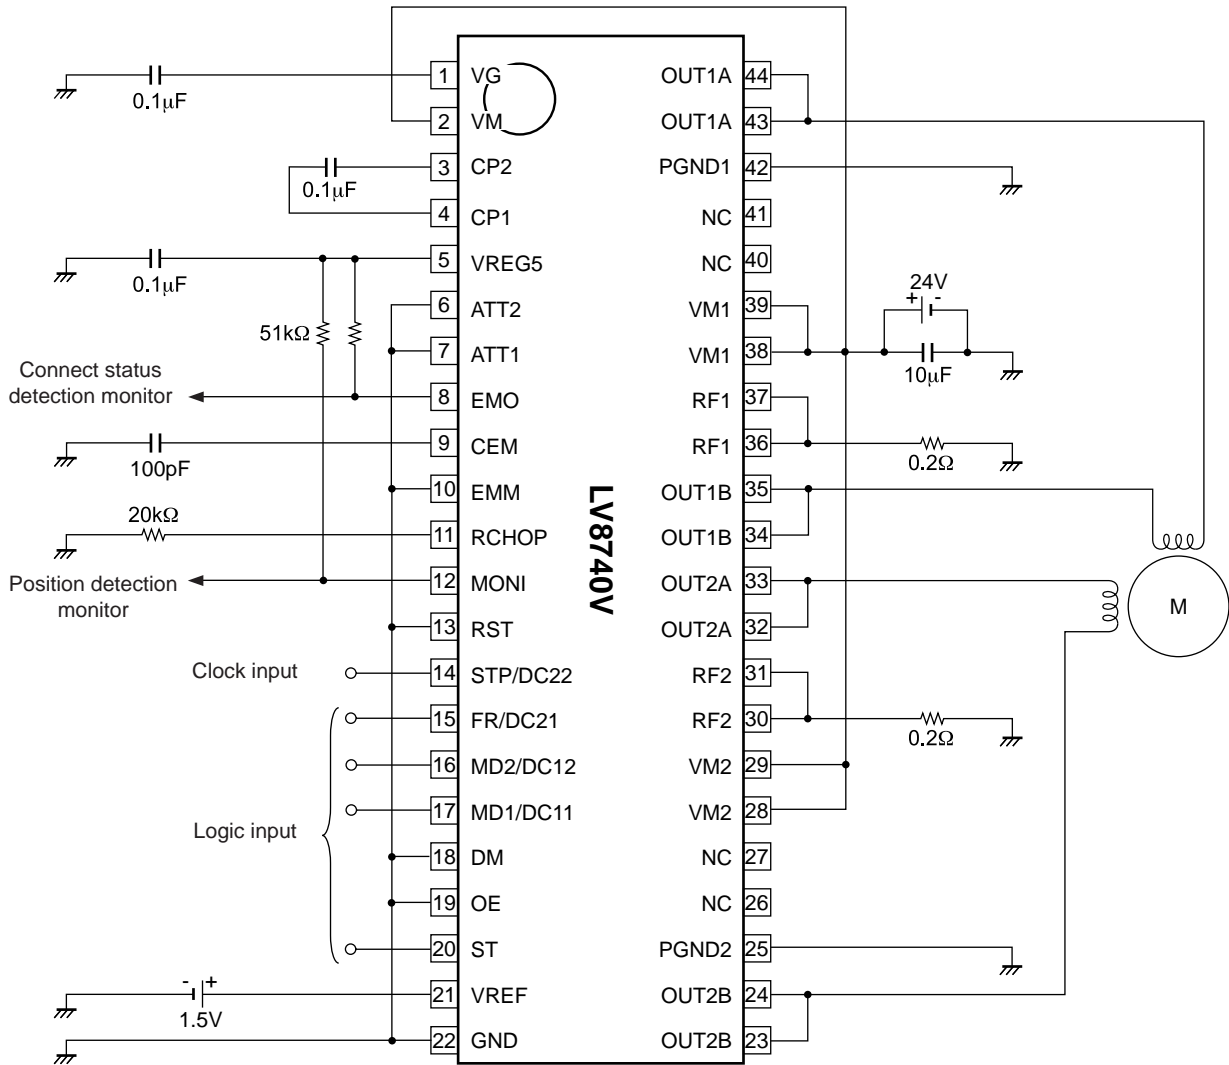 1 VG OUT1A 44
0.1µF
2 VM OUT1A 43
3 CP2 PGND1 42
0.1µF
4 CP1 NC 41
5 VREG5 NC 40
0.1µF
24V
+ -
6 ATT2 VM1 39
51kΩ
7 ATT1 VM1 38
10µF
Connect status
detection monitor
8 EMO RF1 37
9 CEM RF1 36
100pF
0.2Ω
10 EMM OUT1B 35
20kΩ
11 RCHOP OUT1B 34
LV8740V
12 MONI OUT2A 33
Position detection
monitor
M
13 RST OUT2A 32
Clock input
14 STP/DC22 RF2 31
15 FR/DC21 RF2 30
0.2Ω
16 MD2/DC12 VM2 29
17 MD1/DC11 VM2 28
Logic input
18 DM NC 27
19 OE NC 26
20 ST PGND2 25
- +
21 VREF OUT2B 24
1.5V
22 GND OUT2B 23